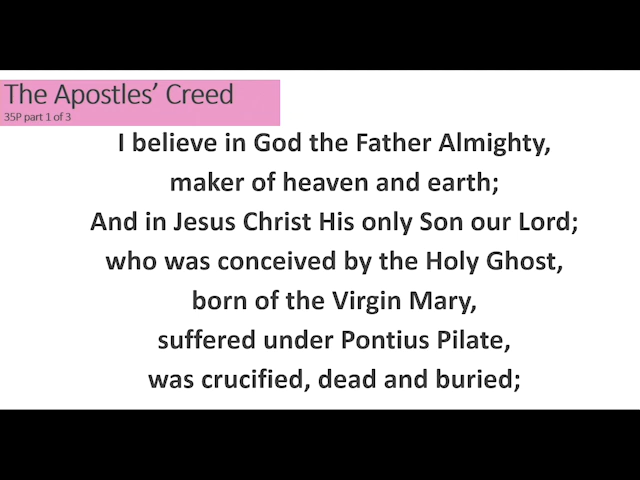 The Apostles’ Creed
35P part 1 of 3
I believe in God the Father Almighty,
maker of heaven and earth;
And in Jesus Christ His only Son our Lord;
who was conceived by the Holy Ghost,
born of the Virgin Mary,
suffered under Pontius Pilate,
was crucified, dead and buried;